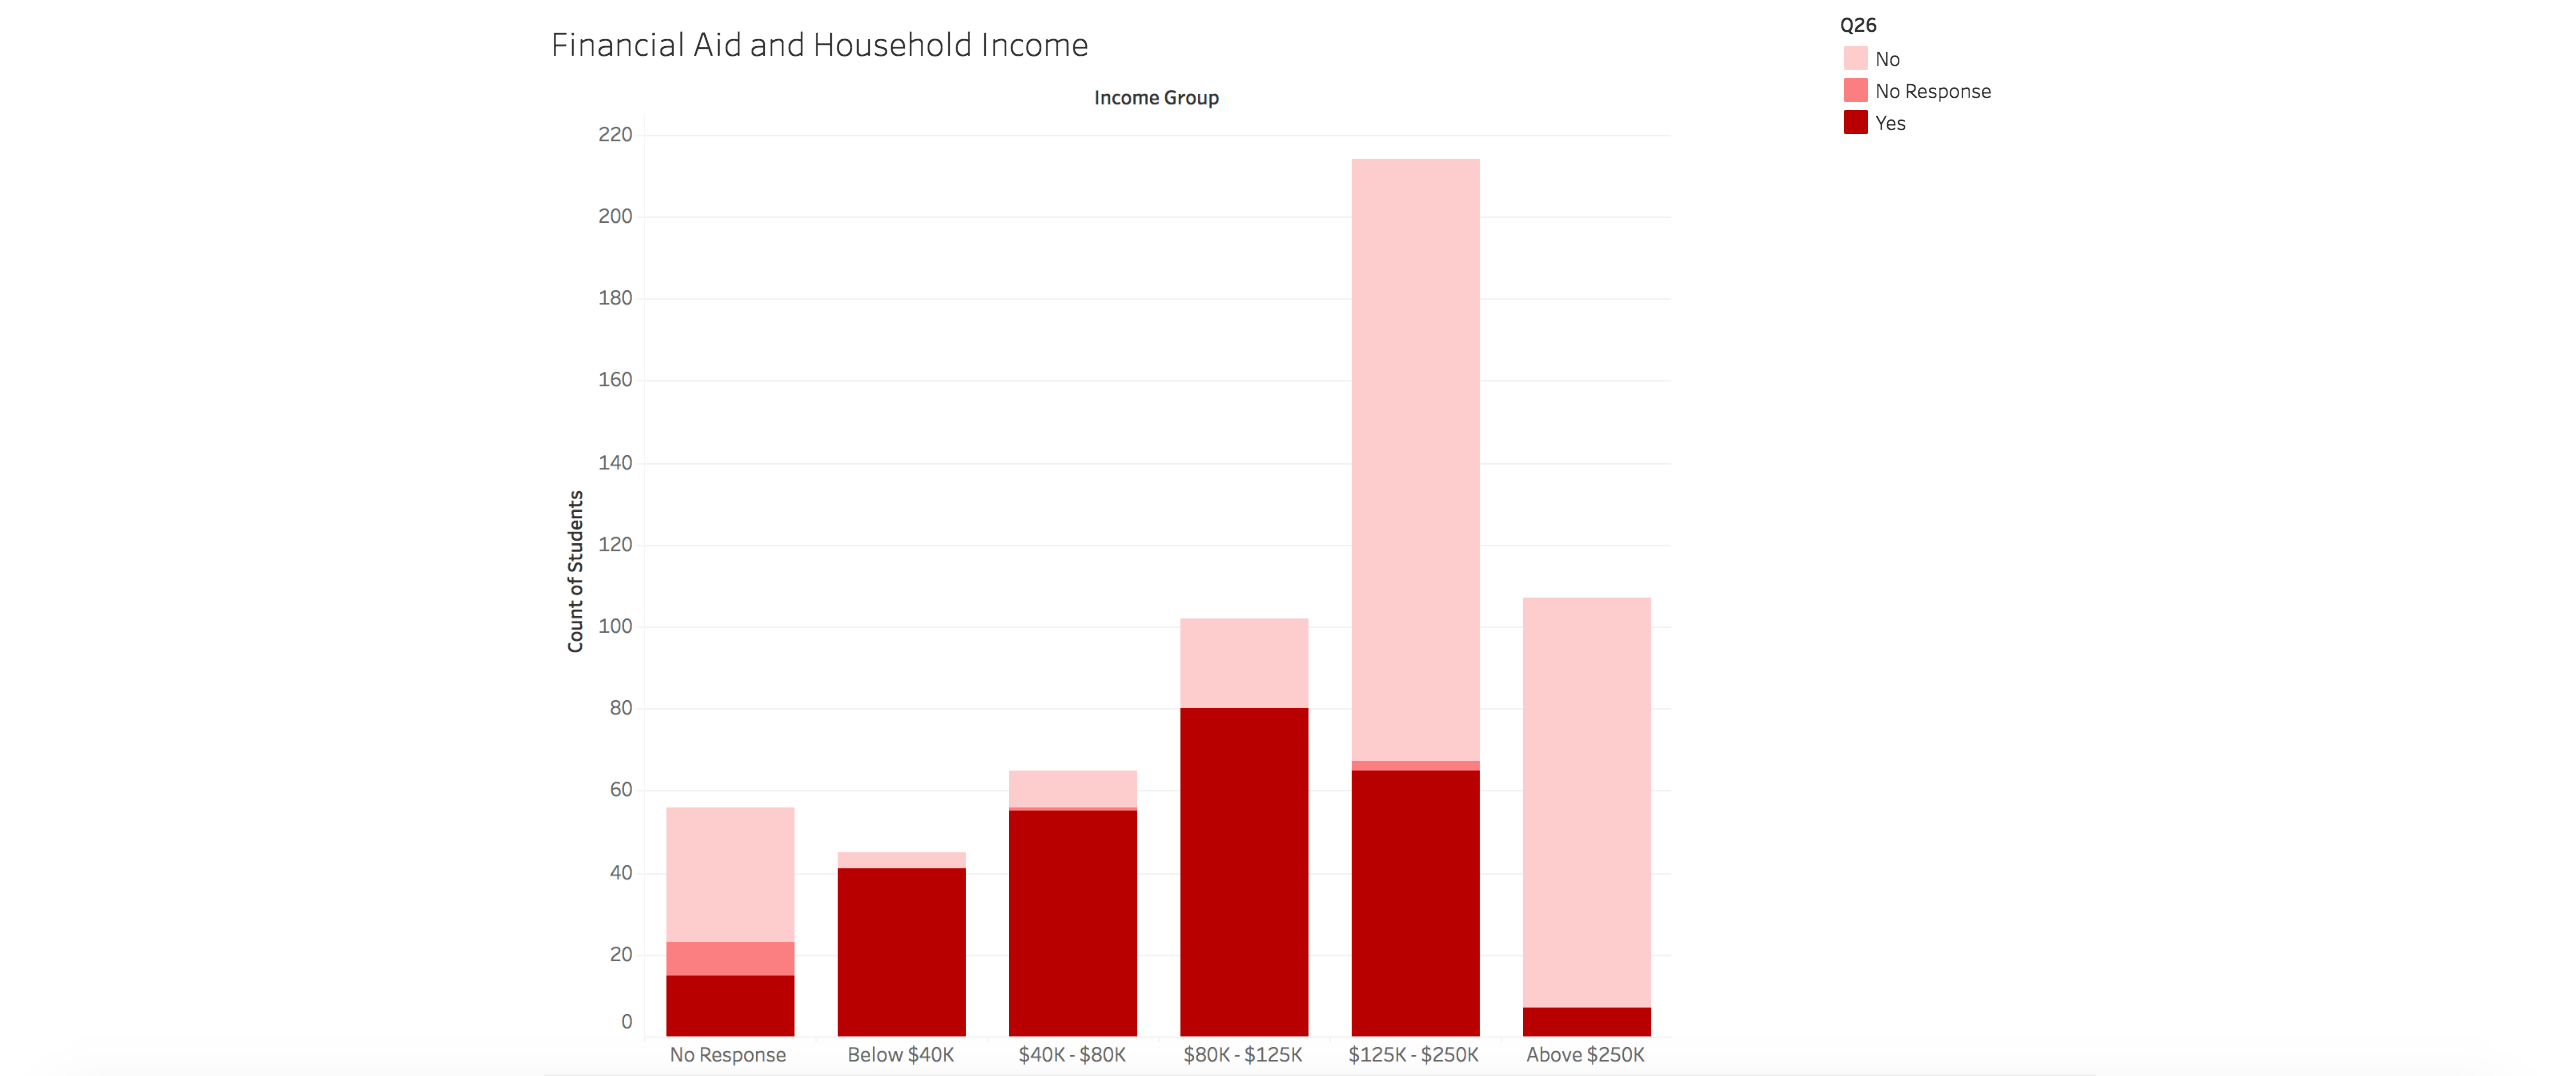 Financial Aid and Household Income
Income Group
220
200
180
160
140
120
100
80
60
40
20
0
Count of Students
No Response
Below $40K
$40K - $80K
$80K - $125K
$125K - $250K
Above $250K
Q26
No
No Response
Yes